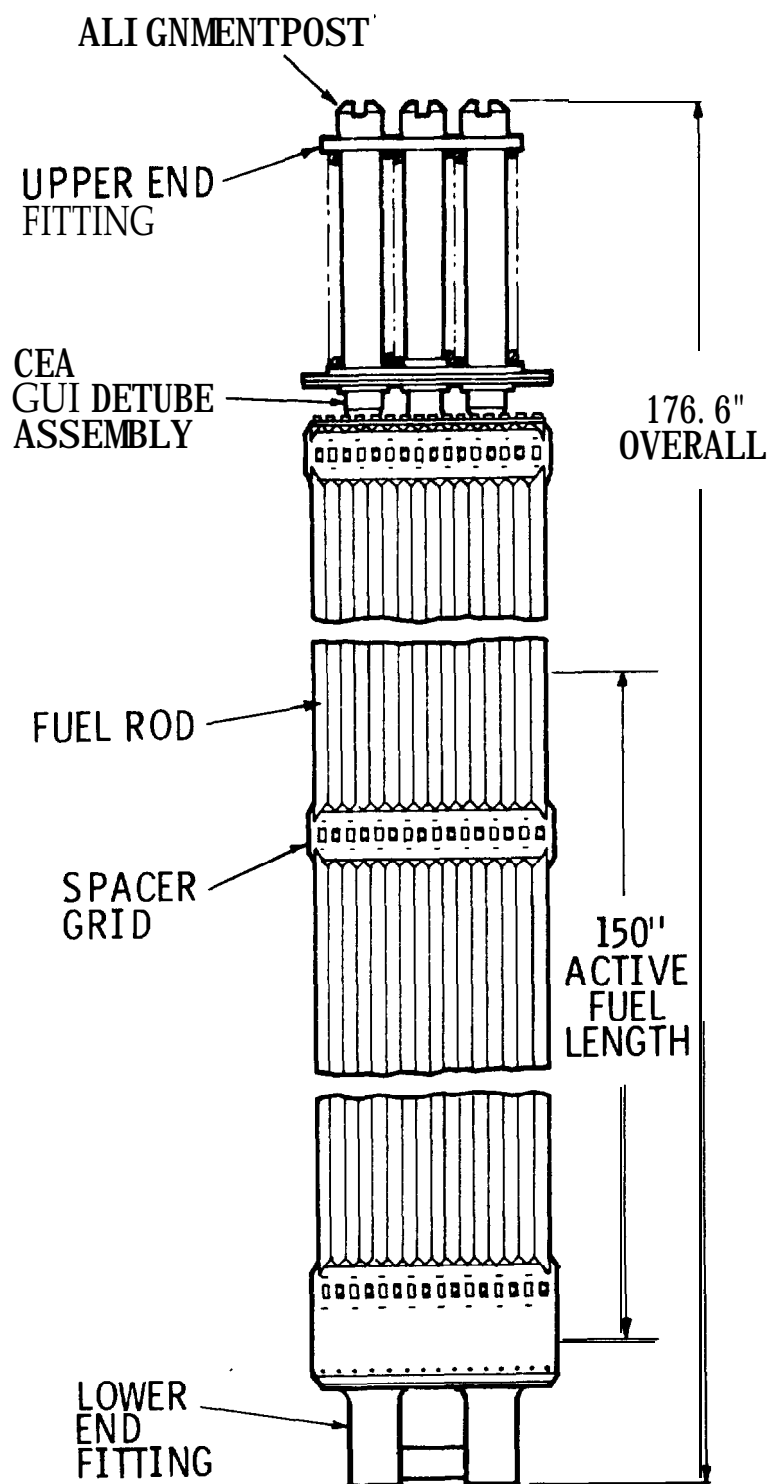 ALIGNMENTPOST
UPPER END
FITTING
CEA
GUIDETUBE
ASSEMBLY
176.6"
OVERALL
FUEL ROD
SPACER
GRID
150"
ACTIVE
FUEL
LENGTH
LOWER
END
FITTING